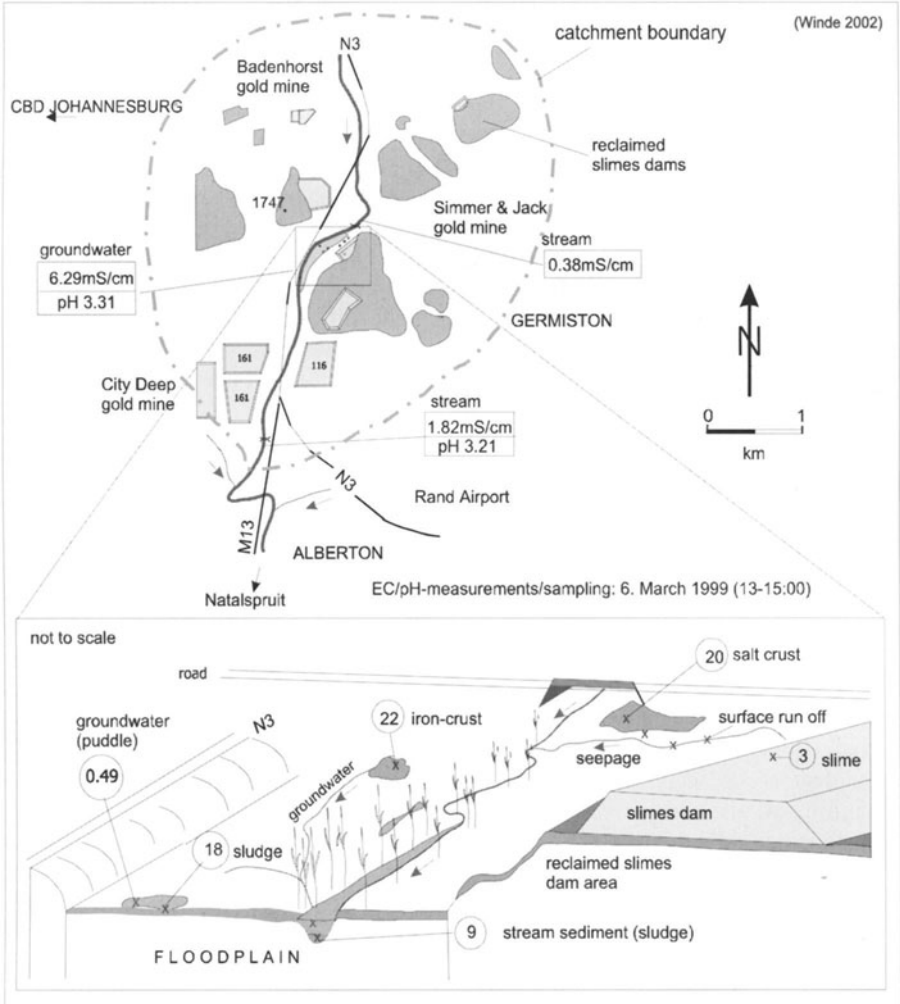 (Winde 2002)
N3
catchment boundary
Badenhorst
gold mine
CBD JOHANNESBURG
reclaimed
slimes dams
1747
Simmer & Jack
gold mine
groundwater
6.29mS/cm
pH 3.31
stream
0.38mS/cm
GERMISTON
N
161
161
116
City Deep
gold mine
stream
1.82mS/cm
pH 3.21
0 1
km
N3
Rand Airport
M13
ALBERTON
Natalspruit
EC/pH-measurements/sampling: 6. March 1999 (13-15:00)
not to scale
road
20 salt crust
groundwater
(puddle)
N3
22 iron-crust
surface run off
0.49
seepage
3 slime
groundwater
slimes dam
18 sludge
reclaimed slimes
dam area
9 stream sediment (sludge)
FLOODPLAIN